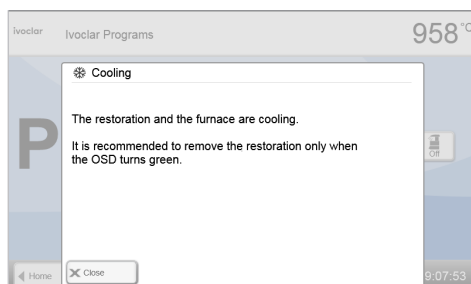 ivoclar
Ivoclar Programs
958 °C
Cooling
The restoration and the furnace are cooling.
It is recommended to remove the restoration only when
the OSD turns green.
P
Off
Home
Close
9:07:53